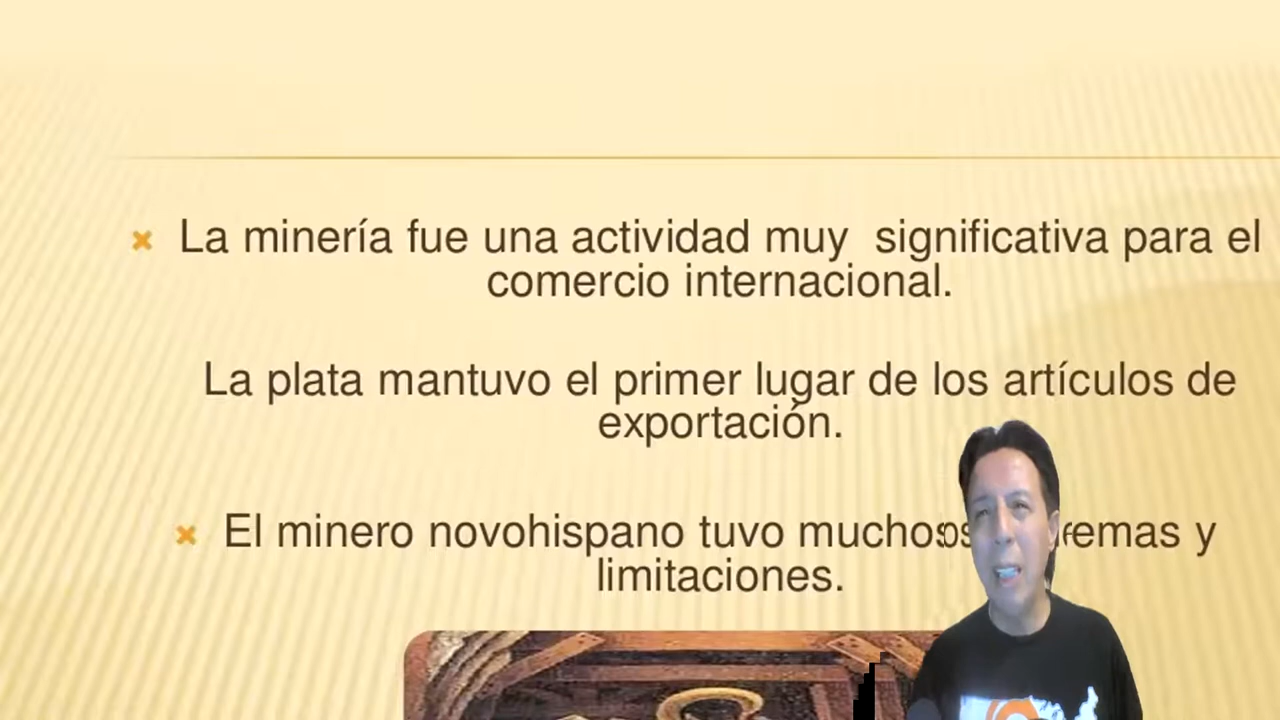 La minería fue una actividad muy significativa para el
comercio internacional.
La plata mantuvo el primer lugar de los artículos de
exportación.
El minero novohispano tuvo muchos y
limitaciones.